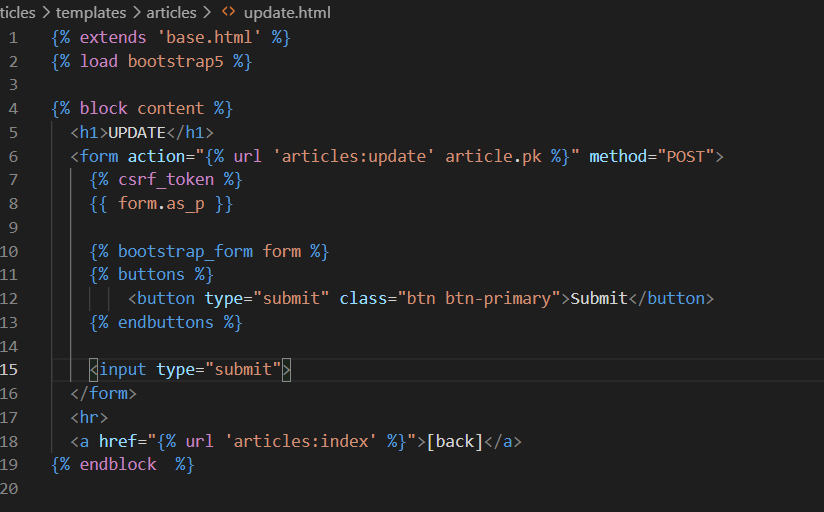 ticles > templates > articles > <> update.html
1 {% extends 'base.html' %}
2 {% load bootstrap5 %}
3
4 {% block content %}
5 <h1>UPDATE</h1>
6 <form action="{% url 'articles:update' article.pk %}" method="POST">
7 {% csrf_token %}
8 {{ form.as_p }}
9
10 {% bootstrap_form form %}
11 {% buttons %}
12 <button type="submit" class="btn btn-primary">Submit</button>
13 {% endbuttons %}
14
15 <input type="submit">
16 </form>
17 <hr>
18 <a href="{% url 'articles:index' %}">[back]</a>
19 {% endblock  %}
20